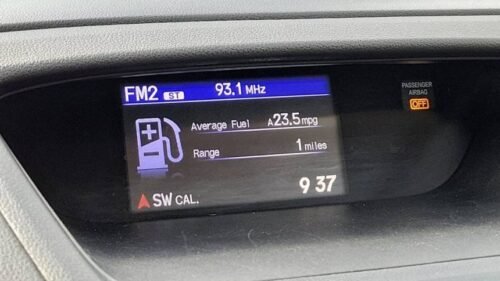 FM2 ST 93.1 MHz
PASSENGER
AIRBAG
OFF
Average Fuel A23.5mpg
Range 1 miles
SW CAL. 9 37